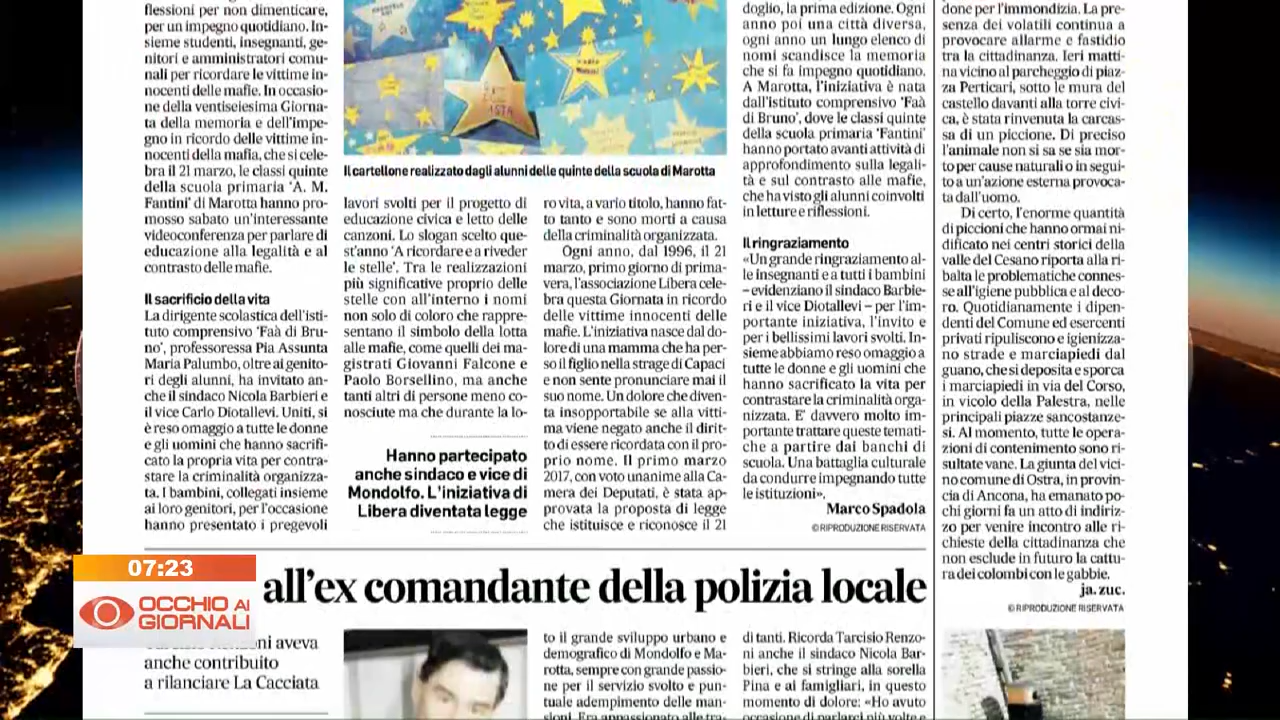 flessioni per non dimenticare,
per un impegno quotidiano. In-
sieme studenti, insegnanti, ge-
nitori e amministratori comu-
nali per ricordare le vittime in-
nocenti delle mafie. In occasio-
ne della ventiseiesima Giorna-
ta della memoria e dell'impe-
gno in ricordo delle vittime in-
nocenti della mafia, che si cele-
bra il 21 marzo, le classi quinte
della scuola primaria 'A. M.
Fantini' di Marotta hanno pro-
mosso sabato un'interessante
videoconferenza per parlare di
educazione alla legalità e al
contrasto delle mafie.
Il sacrificio della vita
La dirigente scolastica dell'isti-
tuto comprensivo 'Faà di Bru-
no', professoressa Pia Assunta
Maria Palumbo, oltre ai genito-
ri degli alunni, ha invitato an-
che il sindaco Nicola Barbieri e
il vice Carlo Diotallevi. Uniti, si
è reso omaggio a tutte le donne
e gli uomini che hanno sacrifi-
cato la propria vita per contra-
stare la criminalità organizza-
ta. I bambini, collegati insieme
ai loro genitori, per l'occasione
hanno presentato i pregevoli
Il cartellone realizzato dagli alunni delle quinte della scuola di Marotta
lavori svolti per il progetto di
educazione civica e letto delle
canzoni. Lo slogan scelto que-
st'anno 'A ricordare e a riveder
le stelle'. Tra le realizzazioni
più significative proprio delle
stelle con all'interno i nomi
non solo di coloro che rappre-
sentano il simbolo della lotta
alle mafie, come quelli dei ma-
gistrati Giovanni Falcone e
Paolo Borsellino, ma anche
tanti altri di persone meno co-
nosciute ma che durante la lo-
Hanno partecipato
anche sindaco e vice di
Mondolfo. L'iniziativa di
Libera diventata legge
ro vita, a vario titolo, hanno fat-
to tanto e sono morti a causa
della criminalità organizzata.
Ogni anno, dal 1996, il 21
marzo, primo giorno di prima-
vera, l'associazione Libera cele-
bra questa Giornata in ricordo
delle vittime innocenti delle
mafie. L'iniziativa nasce dal do-
lore di una mamma che ha per-
so il figlio nella strage di Capaci
e non sente pronunciare mai il
suo nome. Un dolore che diven-
ta insopportabile se alla vitti-
ma viene negato anche il dirit-
to di essere ricordata con il pro-
prio nome. Il primo marzo
2017, con voto unanime alla Ca-
mera dei Deputati, è stata ap-
provata la proposta di legge
che istituisce e riconosce il 21
doglio, la prima edizione. Ogni
anno poi una città diversa,
ogni anno un lungo elenco di
nomi scandisce la memoria
che si fa impegno quotidiano.
A Marotta, l'iniziativa è nata
dall'istituto comprensivo 'Faà
di Bruno', dove le classi quinte
della scuola primaria 'Fantini'
hanno portato avanti attività di
approfondimento sulla legali-
tà e sul contrasto alle mafie,
che ha visto gli alunni coinvolti
in letture e riflessioni.
Il ringraziamento
«Un grande ringraziamento al-
le insegnanti e a tutti i bambini
– evidenziano il sindaco Barbie-
ri e il vice Diotallevi – per l'im-
portante iniziativa, l'invito e
per i bellissimi lavori svolti. In-
sieme abbiamo reso omaggio a
tutte le donne e gli uomini che
hanno sacrificato la vita per
contrastare la criminalità orga-
nizzata. E' davvero molto im-
portante trattare queste temati-
che a partire dai banchi di
scuola. Una battaglia culturale
da condurre impegnando tutte
le istituzioni».
Marco Spadola
© RIPRODUZIONE RISERVATA
done per l'immondizia. La pre-
senza dei volatili continua a
provocare allarme e fastidio
tra la cittadinanza. Ieri matti-
na vicino al parcheggio di piaz-
za Perticari, sotto le mura del
castello davanti alla torre civi-
ca, è stata rinvenuta la carcas-
sa di un piccione. Di preciso
l'animale non si sa se sia mor-
to per cause naturali o in segui-
to a un'azione esterna provoca-
ta dall'uomo.
Di certo, l'enorme quantità
di piccioni che hanno ormai ni-
dificato nei centri storici della
valle del Cesano riporta alla ri-
balta le problematiche connes-
se all'igiene pubblica e al deco-
ro. Quotidianamente i dipen-
denti del Comune ed esercenti
privati ripuliscono e igienizza-
no strade e marciapiedi dal
guano, che si deposita e sporca
i marciapiedi in via del Corso,
in vicolo della Palestra, nelle
principali piazze sancostanze-
si. Al momento, tutte le opera-
zioni di contenimento sono ri-
sultate vane. La giunta del vici-
no comune di Ostra, in provin-
cia di Ancona, ha emanato po-
chi giorni fa un atto di indiriz-
zo per venire incontro alle ri-
chieste della cittadinanza che
non esclude in futuro la cattu-
ra dei colombi con le gabbie.
ja. zuc.
© RIPRODUZIONE RISERVATA
07:23
OCCHIO AI
GIORNALI
all'ex comandante della polizia locale
ni aveva
anche contribuito
a rilanciare La Cacciata
to il grande sviluppo urbano e
demografico di Mondolfo e Ma-
rotta, sempre con grande passio-
ne per il servizio svolto e pun-
tuale adempimento delle man-
sioni. Era appassionato alle tra-
di tanti. Ricorda Tarcisio Renzo-
ni anche il sindaco Nicola Bar-
bieri, che si stringe alla sorella
Pina e ai famigliari, in questo
momento di dolore: «Ho avuto
occasione di parlarci più volte e